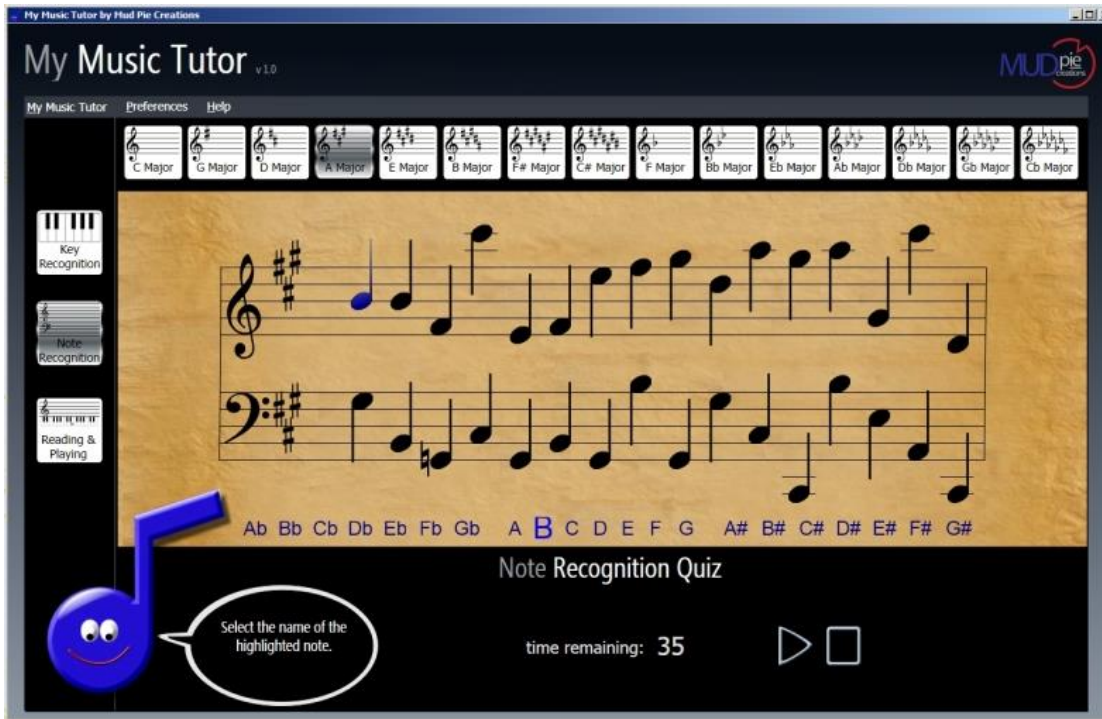 My Music Tutor by Mud Pie Creations
My Music Tutor v 1.0
MUDpie
creations
My Music Tutor Preferences Help
C Major G Major D Major A Major E Major B Major F# Major C# Major F Major Bb Major Eb Major Ab Major Db Major Gb Major Cb Major
Key
Recognition
Note
Recognition
Reading &
Playing
Ab Bb Cb Db Eb Fb Gb A B C D E F G A# B# C# D# E# F# G#
Note Recognition Quiz
Select the name of the
highlighted note.
time remaining: 35